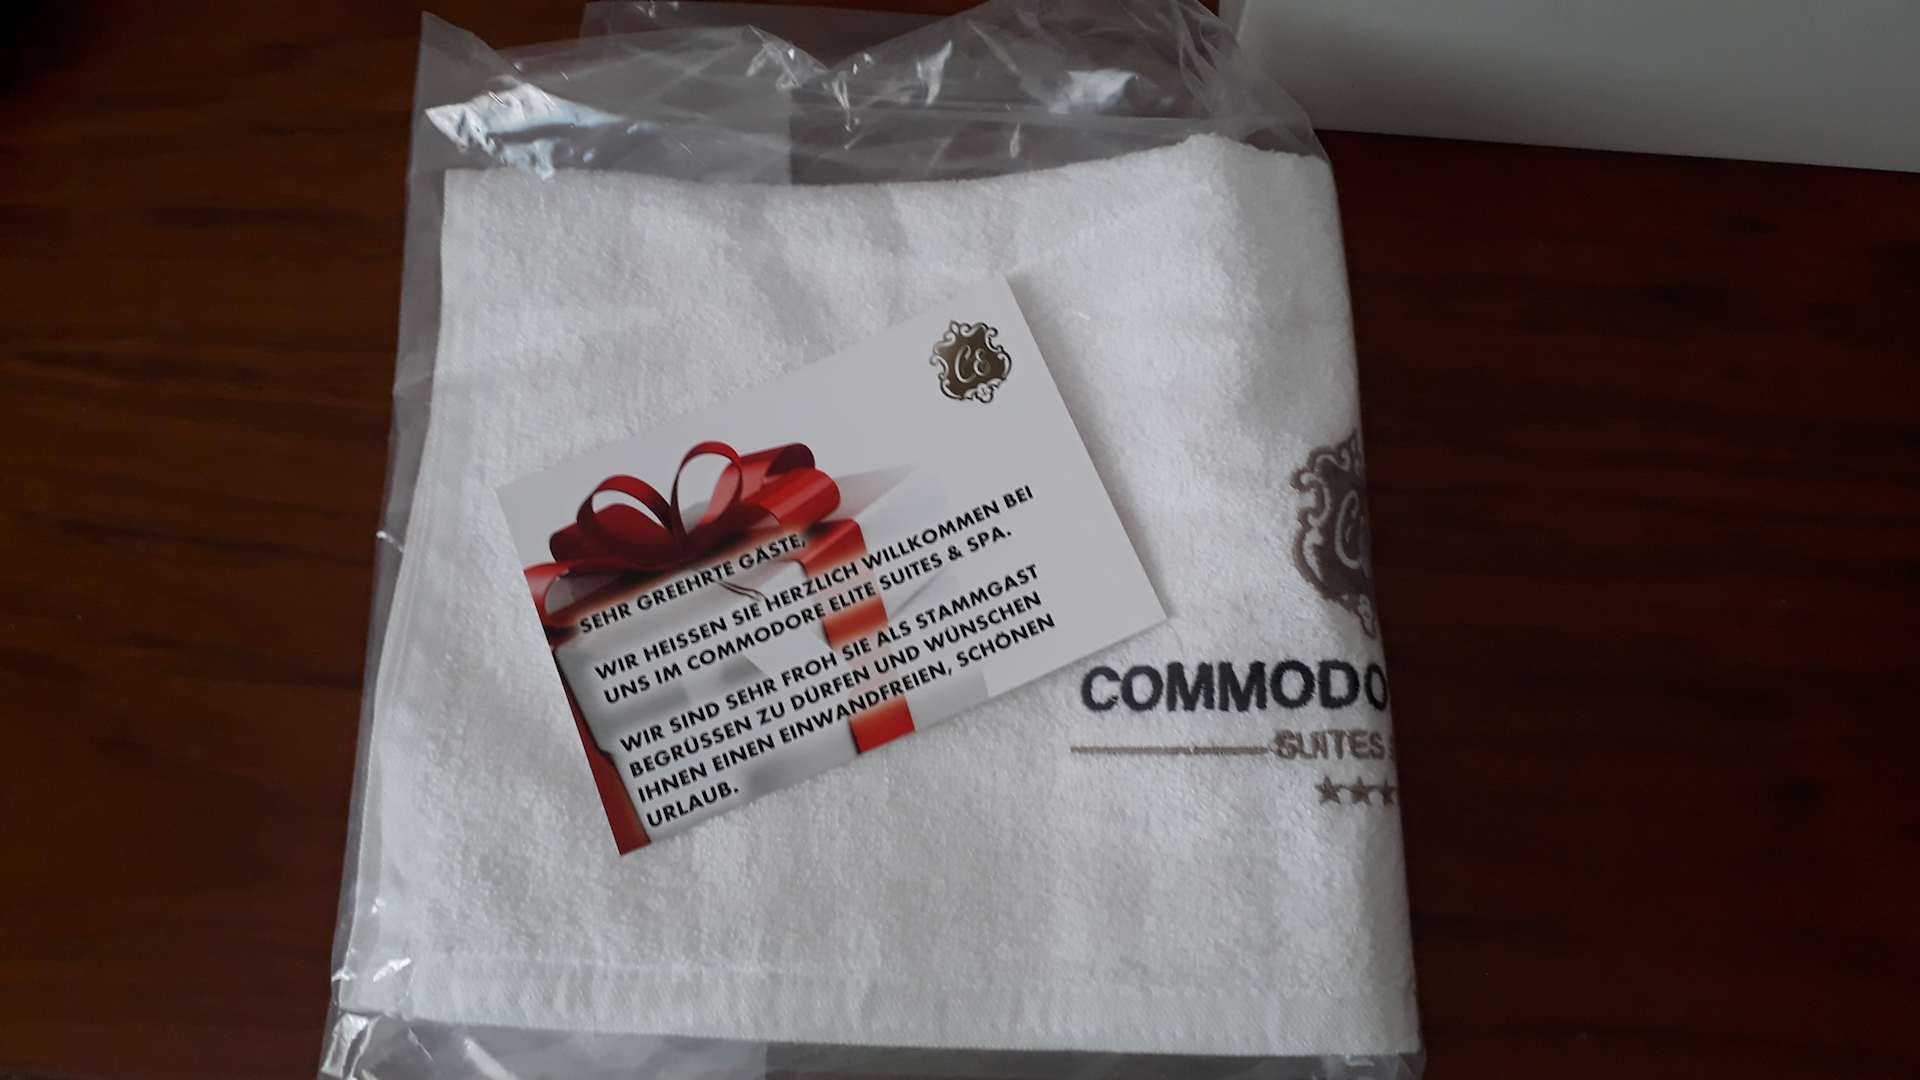 CE
SEHR GREEHRTE GÄSTE,
WIR HEISSEN SIE HERZLICH WILLKOMMEN BEI
UNS IM COMMODORE ELITE SUITES & SPA.
WIR SIND SEHR FROH SIE ALS STAMMGAST
BEGRÜSSEN ZU DÜRFEN UND WÜNSCHEN
IHNEN EINEN EINWANDFREIEN, SCHÖNEN
URLAUB.
COMMODO
SUITES